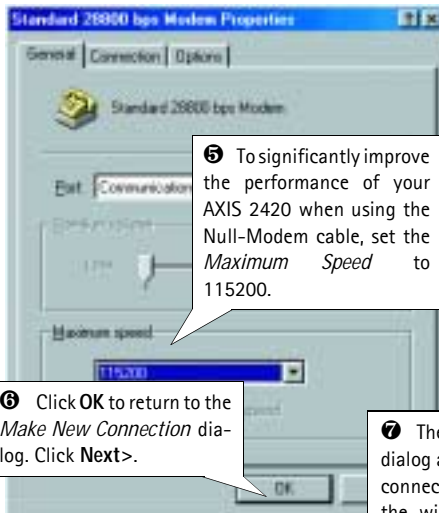 Standard 28800 bps Modem Properties
General Connection Options
Standard 28800 bps Modem
❺ To significantly improve
the performance of your
AXIS 2420 when using the
Null-Modem cable, set the
Maximum Speed to
115200.
Port
Maximum speed
115200
❻ Click OK to return to the
Make New Connection dia-
log. Click Next>.
❼ The
dialog a
connec
the wi
OK